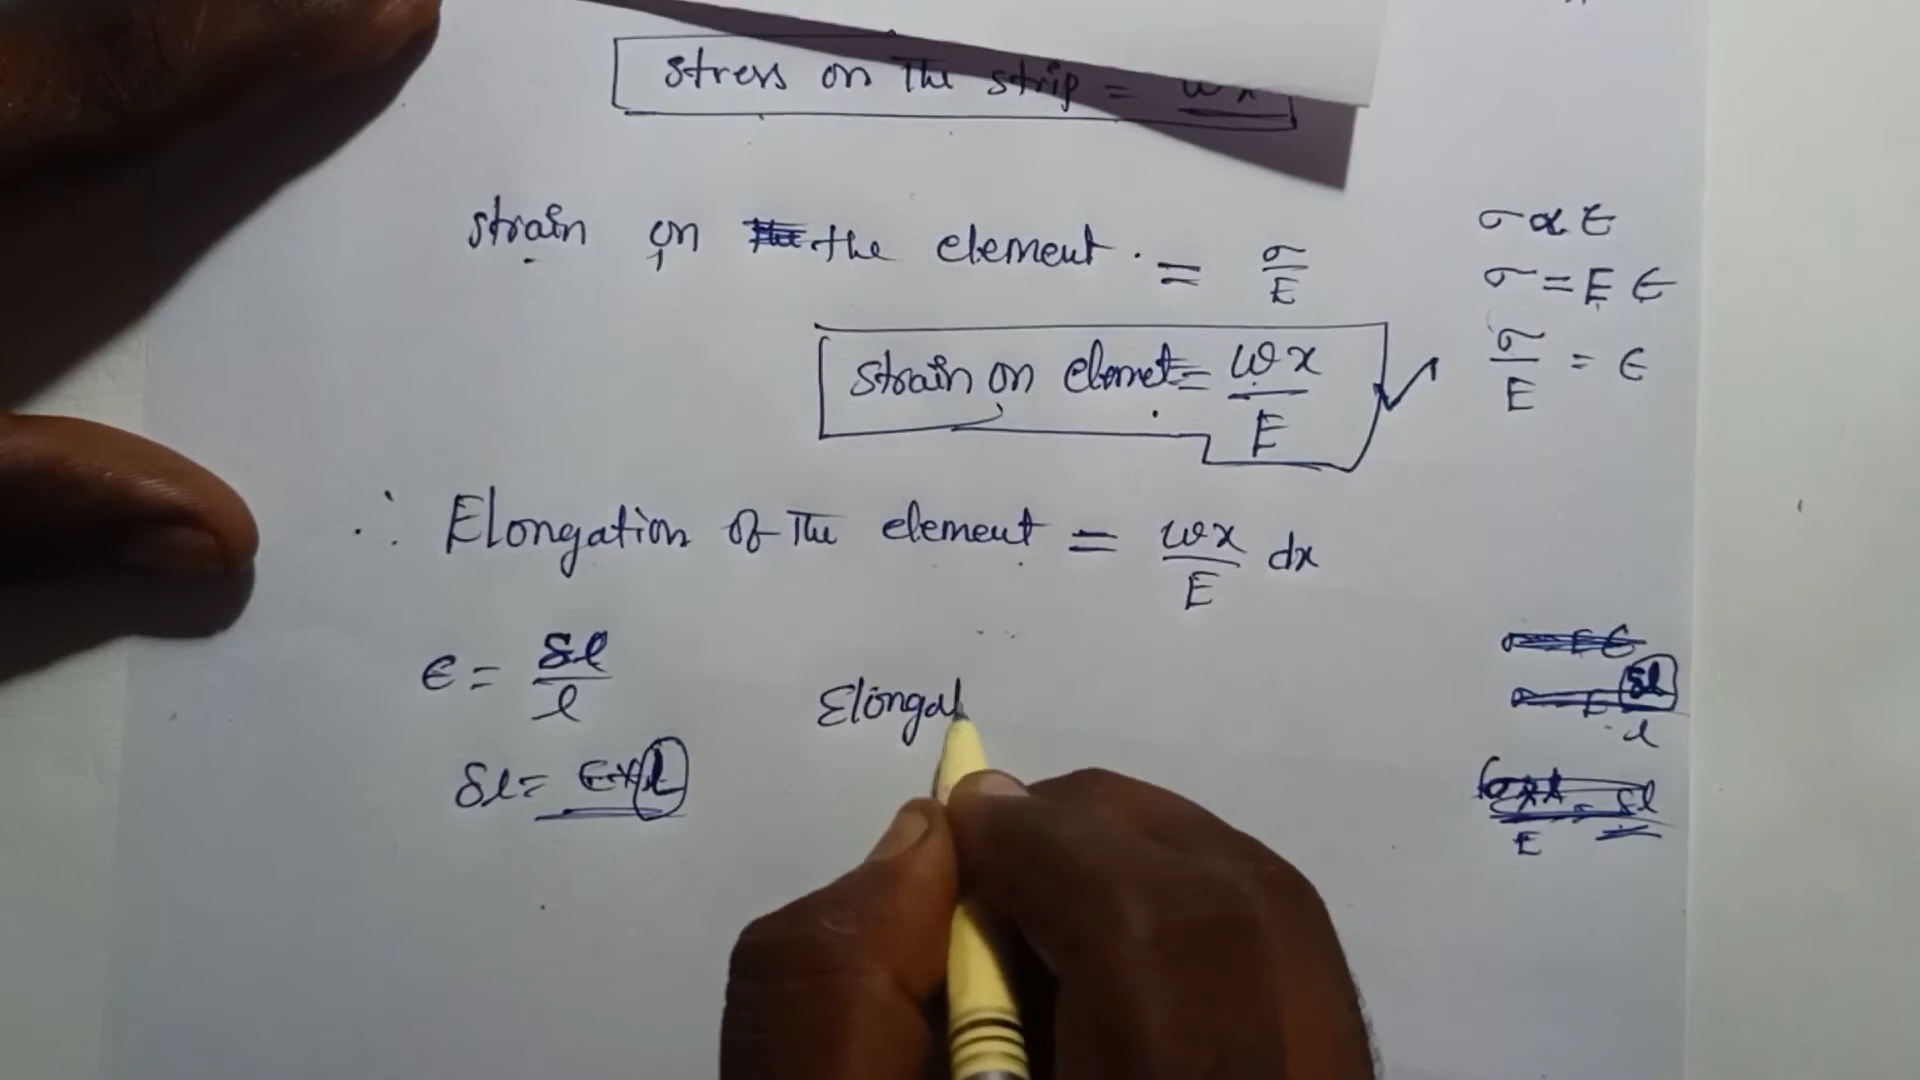 stress on The strip = wx
strain on the element . = σ/E
σ α ϵ
σ = E ϵ
σ/E = ϵ
strain on elemet = wx/E
∴ Elongation of The element = wx/E dx
ϵ = δl/l
δl = ϵ×l
Elongat